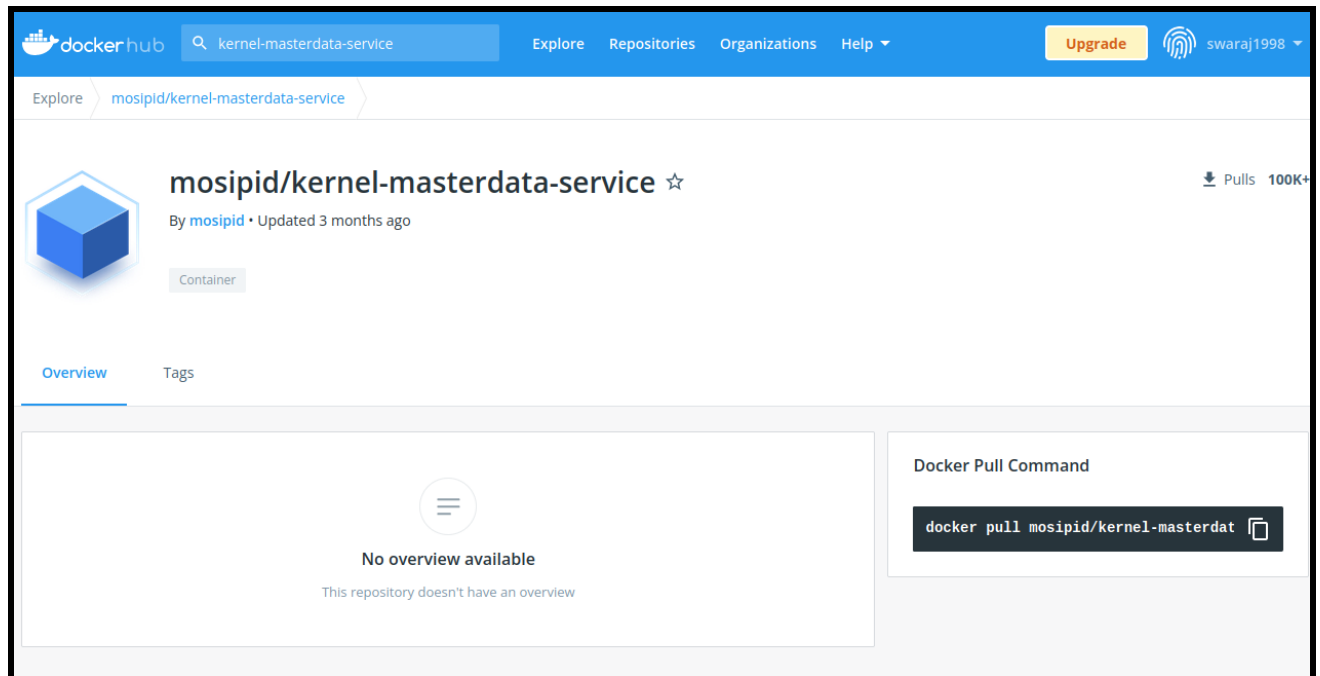 dockerhub kernel-masterdata-service Explore Repositories Organizations Help Upgrade swaraj1998
Explore mosipid/kernel-masterdata-service
mosipid/kernel-masterdata-service
Pulls 100K+
By mosipid • Updated 3 months ago
Container
Overview Tags
Docker Pull Command
docker pull mosipid/kernel-masterdat
No overview available
This repository doesn't have an overview